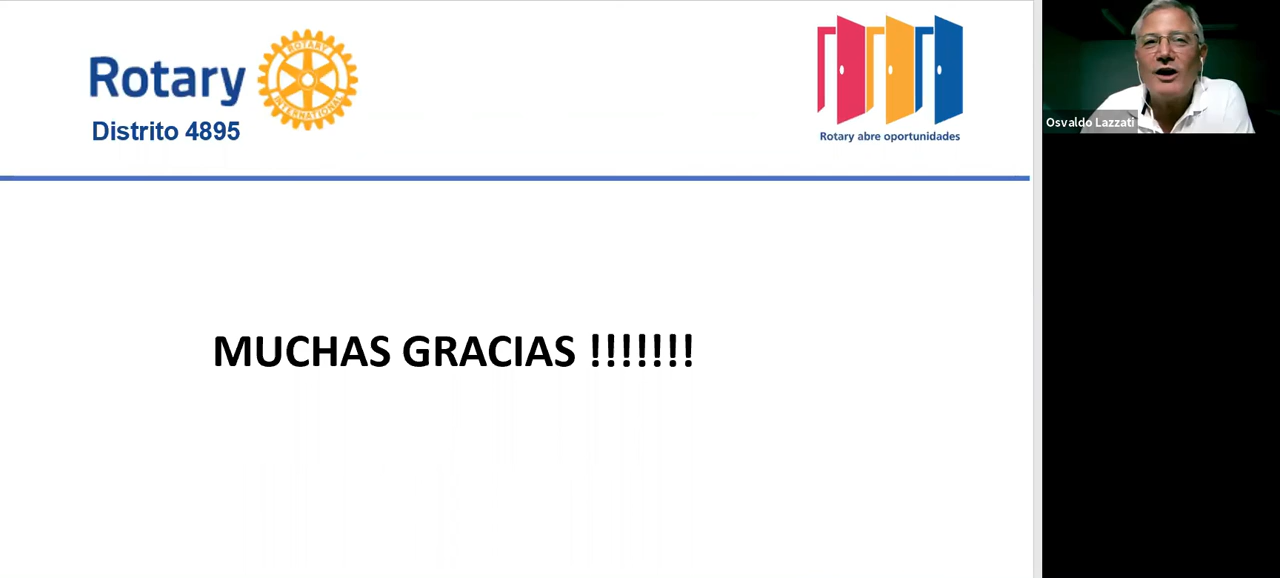 Rotary
ROTARY
INTERNATIONAL
Distrito 4895
Rotary abre oportunidades
Osvaldo Lazzati
MUCHAS GRACIAS !!!!!!!